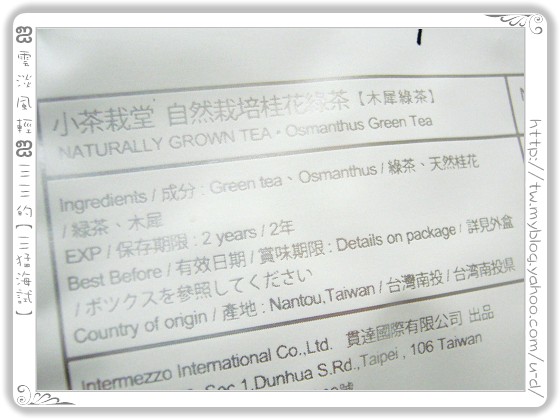 小茶栽堂 自然栽培桂花綠茶【木犀綠茶】
NATURALLY GROWN TEA・Osmanthus Green Tea
Ingredients / 成分 : Green tea、Osmanthus / 綠茶、天然桂花
/ 緑茶、木犀
EXP / 保存期限 : 2 years / 2年
Best Before / 有效日期 / 賞味期限 : Details on package / 詳見外盒
/ ボックスを参照してください
Country of origin / 產地 : Nantou,Taiwan / 台灣南投 / 台湾南投県
Intermezzo International Co.,Ltd. 貫達國際有限公司 出品
Sec.1,Dunhua S.Rd.,Taipei , 106 Taiwan
雲淡風輕
三三的【三猛海試】
http://tw.myblog.yahoo.com/u-cl/